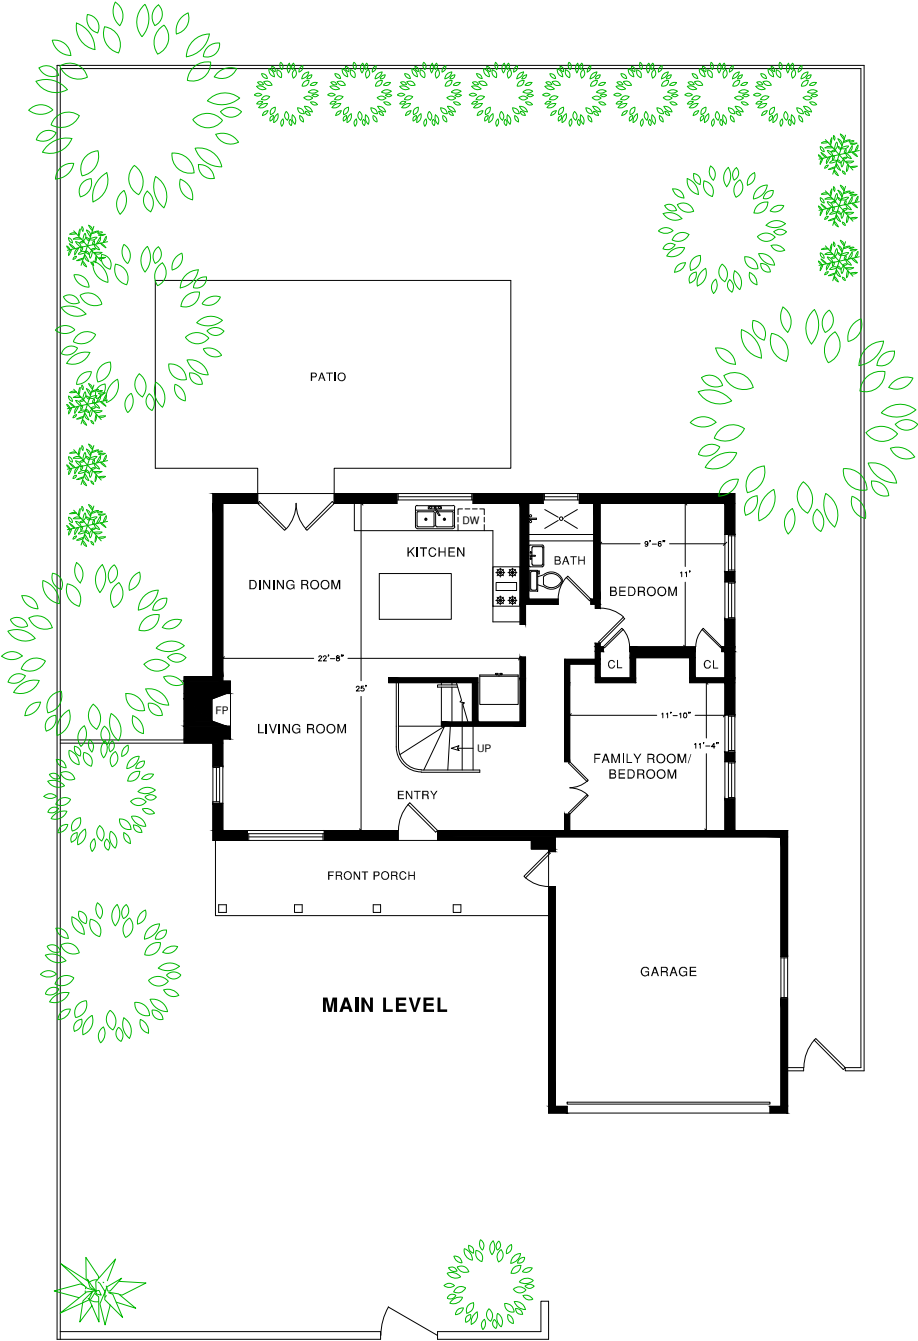 PATIO
DW
KITCHEN
BATH
9'-6"
11'
BEDROOM
DINING ROOM
22'-8"
25'
CL
CL
FP
LIVING ROOM
UP
11'-10"
11'-4"
FAMILY ROOM/
BEDROOM
ENTRY
FRONT PORCH
GARAGE
MAIN LEVEL